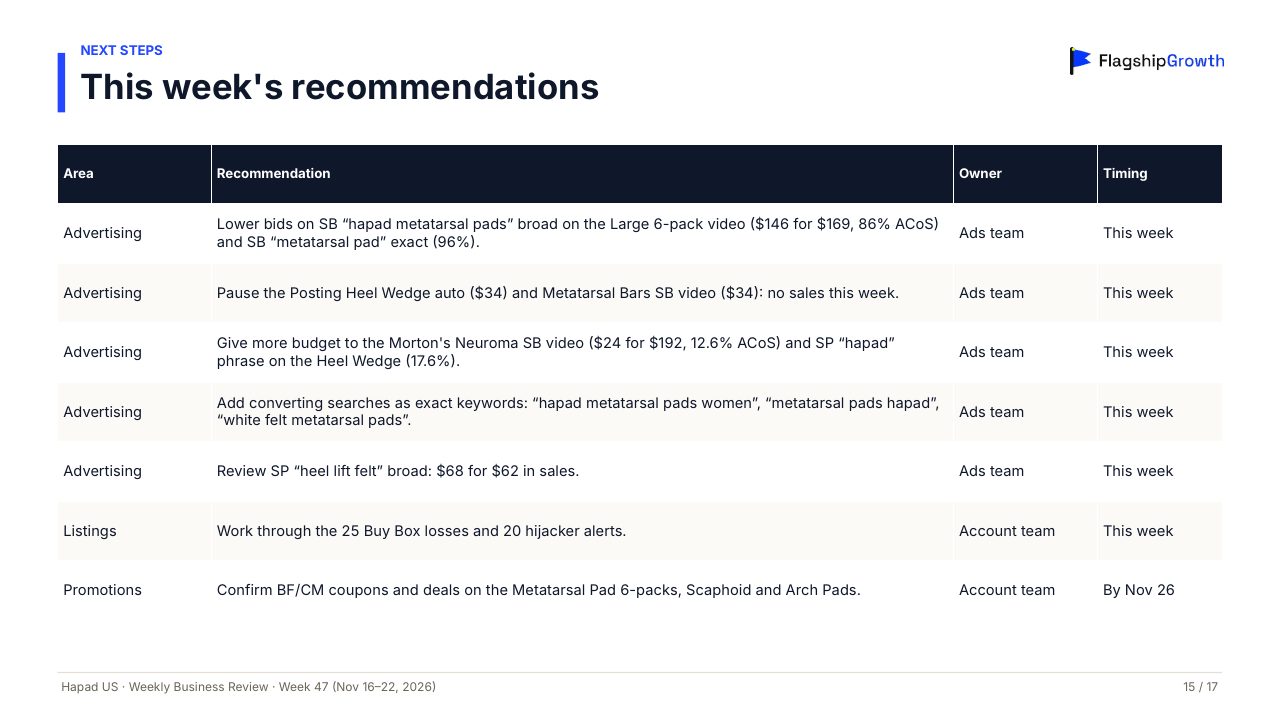 NEXT STEPS
This week's recommendations
FlagshipGrowth
Area Recommendation Owner Timing
Advertising
Lower bids on SB “hapad metatarsal pads” broad on the Large 6-pack video ($146 for $169, 86% ACoS)
and SB “metatarsal pad” exact (96%).
Ads team This week
Advertising Pause the Posting Heel Wedge auto ($34) and Metatarsal Bars SB video ($34): no sales this week. Ads team This week
Advertising
Give more budget to the Morton's Neuroma SB video ($24 for $192, 12.6% ACoS) and SP “hapad”
phrase on the Heel Wedge (17.6%).
Ads team This week
Advertising
Add converting searches as exact keywords: “hapad metatarsal pads women”, “metatarsal pads hapad”,
“white felt metatarsal pads”.
Ads team This week
Advertising Review SP “heel lift felt” broad: $68 for $62 in sales. Ads team This week
Listings Work through the 25 Buy Box losses and 20 hijacker alerts. Account team This week
Promotions Confirm BF/CM coupons and deals on the Metatarsal Pad 6-packs, Scaphoid and Arch Pads. Account team By Nov 26
Hapad US · Weekly Business Review · Week 47 (Nov 16–22, 2026)
15 / 17